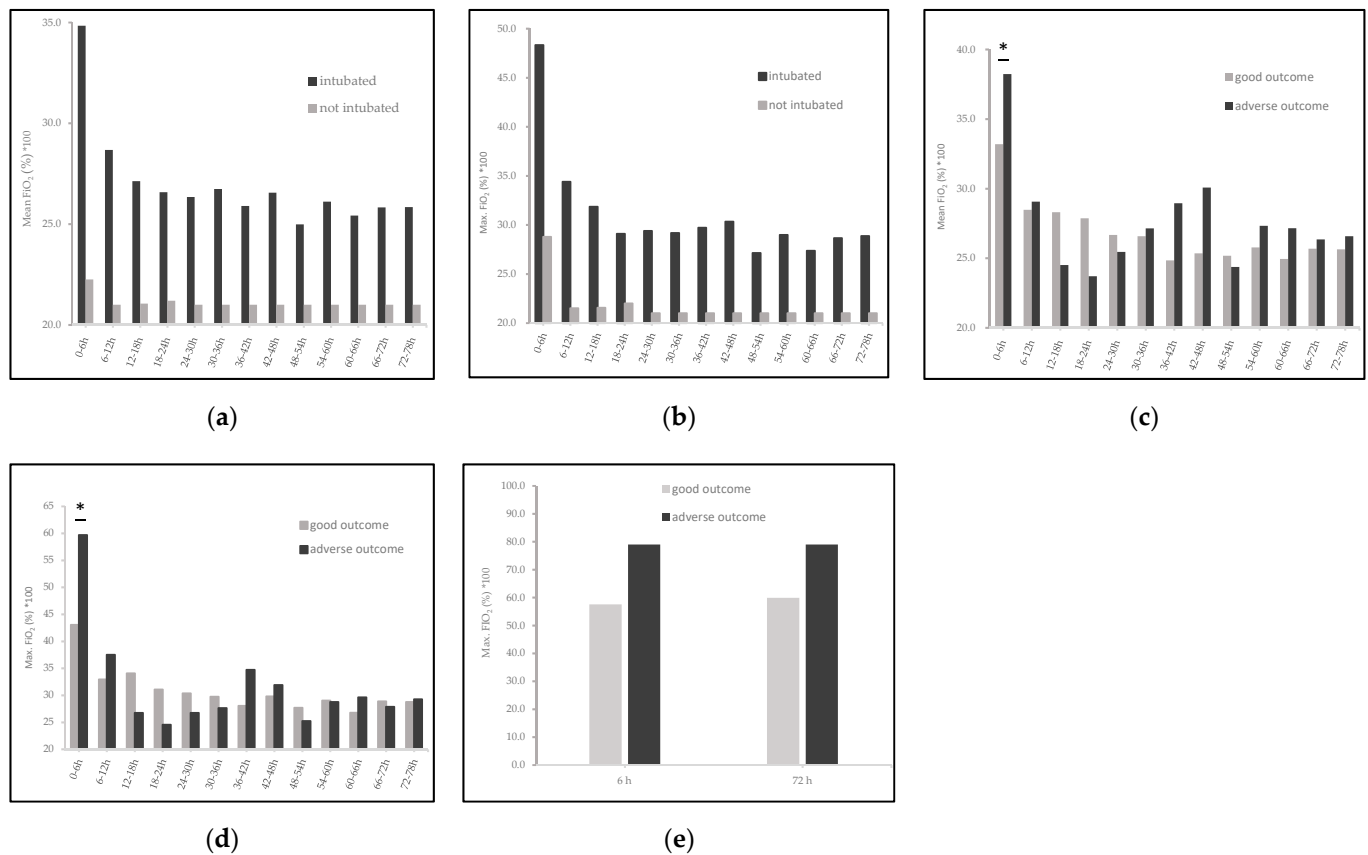 35.0
30.0
25.0
20.0
Mean FiO₂ (%) *100
intubated
not intubated
0-6h
6-12h
12-18h
18-24h
24-30h
30-36h
36-42h
42-48h
48-54h
54-60h
60-66h
66-72h
72-78h
(a)
50.0
45.0
40.0
35.0
30.0
25.0
20.0
Max. FiO₂ (%) *100
intubated
not intubated
0-6h
6-12h
12-18h
18-24h
24-30h
30-36h
36-42h
42-48h
48-54h
54-60h
60-66h
66-72h
72-78h
(b)
40.0
35.0
30.0
25.0
20.0
Mean FiO₂ (%) *100
*
good outcome
adverse outcome
0-6h
6-12h
12-18h
18-24h
24-30h
30-36h
36-42h
42-48h
48-54h
54-60h
60-66h
66-72h
72-78h
(c)
65
60
55
50
45
40
35
30
25
20
Max. FiO₂ (%) *100
*
good outcome
adverse outcome
0-6h
6-12h
12-18h
18-24h
24-30h
30-36h
36-42h
42-48h
48-54h
54-60h
60-66h
66-72h
72-78h
(d)
100.0
90.0
80.0
70.0
60.0
50.0
40.0
30.0
20.0
10.0
0.0
Max. FIO₂ (%) *100
good outcome
adverse outcome
6 h
72 h
(e)